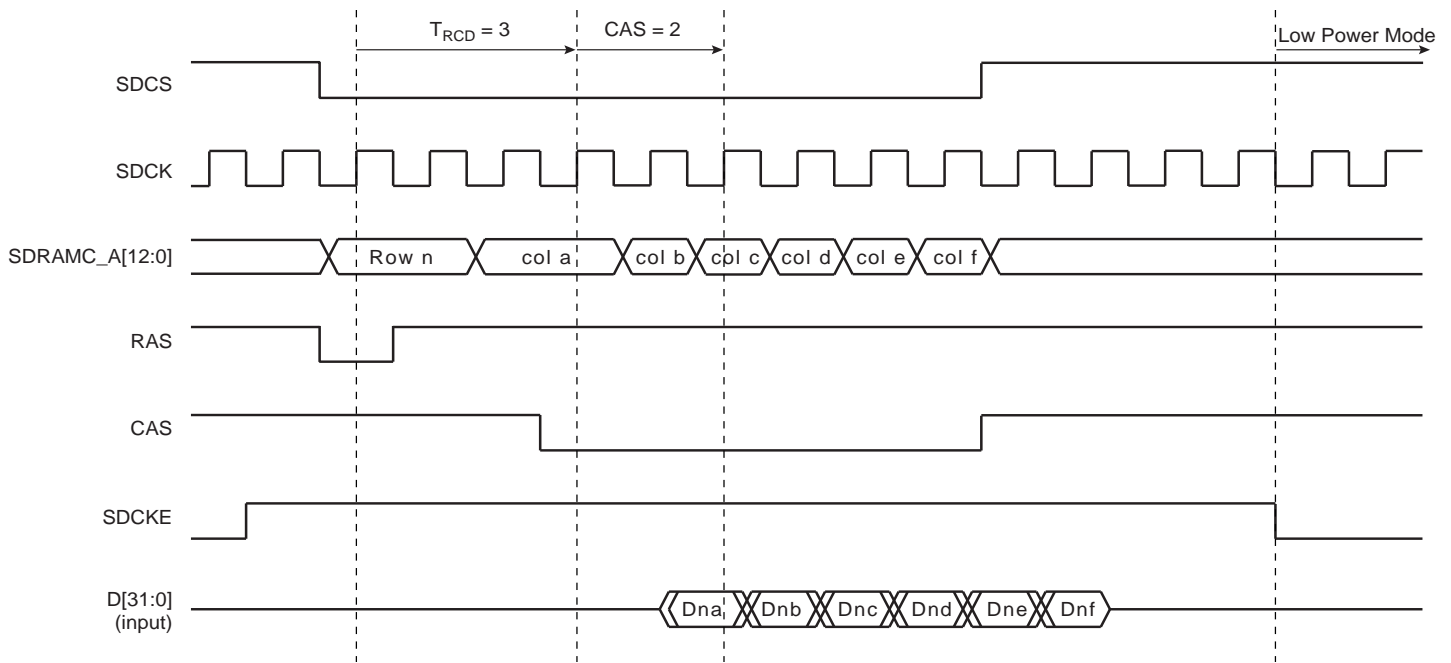 TRCD = 3
CAS = 2
Low Power Mode
SDCS
SDCK
SDRAMC_A[12:0]
Row n
col a
col b
col c
col d
col e
col f
RAS
CAS
SDCKE
D[31:0]
(input)
Dna
Dnb
Dnc
Dnd
Dne
Dnf